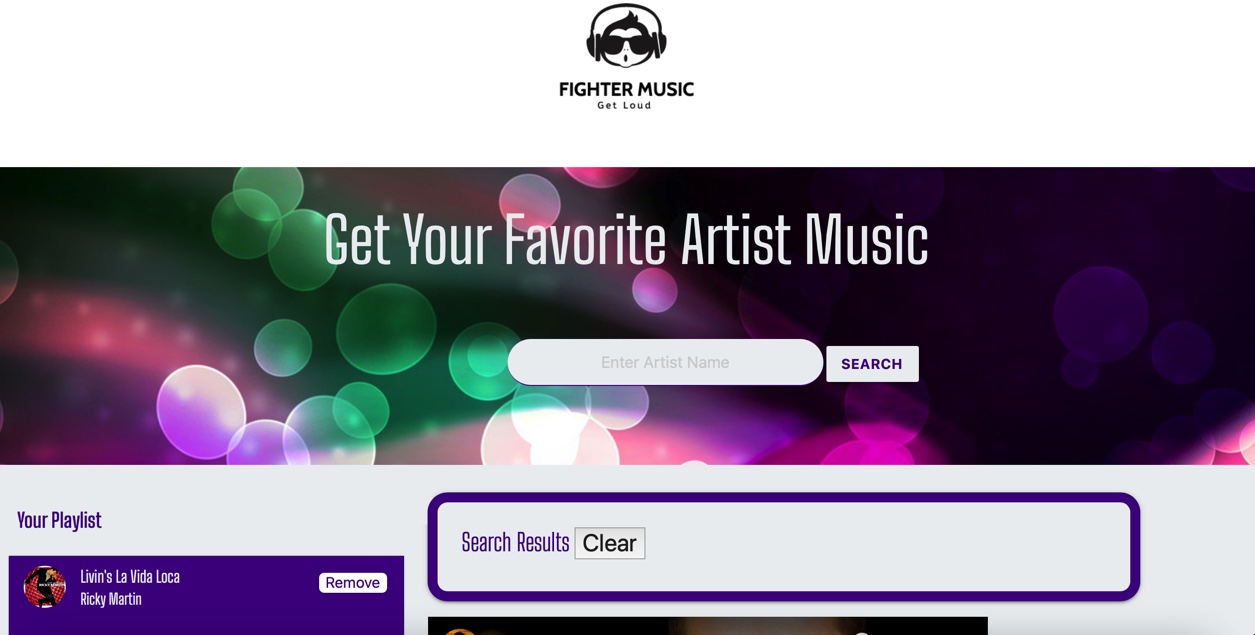 FIGHTER MUSIC
Get Loud
Get Your Favorite Artist Music
Enter Artist Name
SEARCH
Your Playlist
Livin's La Vida Loca
Ricky Martin
Remove
Search Results
Clear